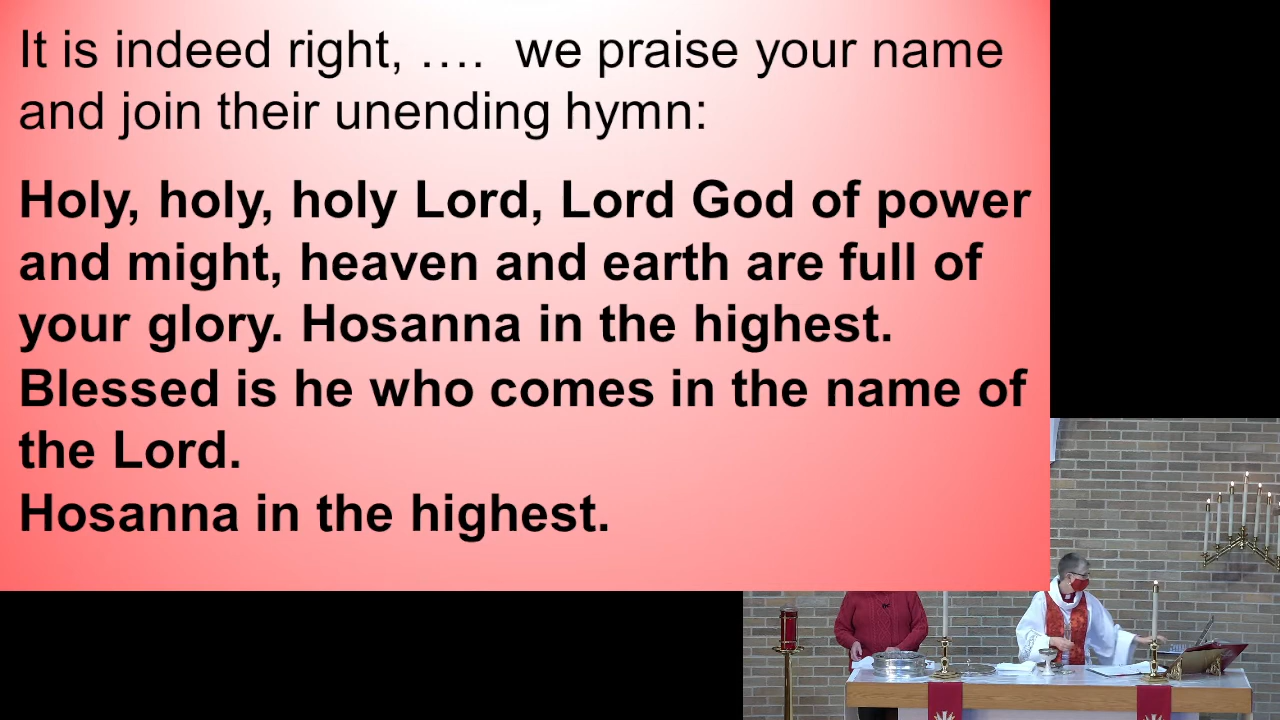 It is indeed right, …. we praise your name
and join their unending hymn:
Holy, holy, holy Lord, Lord God of power
and might, heaven and earth are full of
your glory. Hosanna in the highest.
Blessed is he who comes in the name of
the Lord.
Hosanna in the highest.